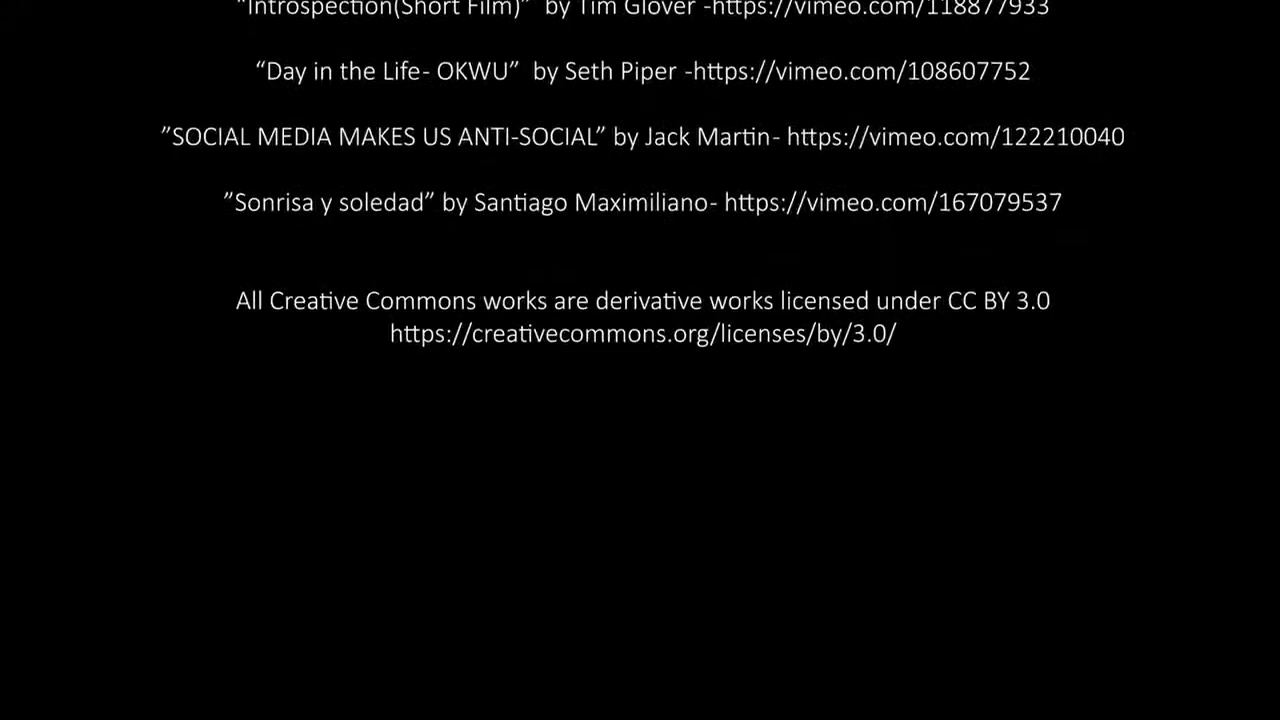 "Introspection(Short Film)” by Tim Glover -https://vimeo.com/118877933
“Day in the Life- OKWU” by Seth Piper -https://vimeo.com/108607752
”SOCIAL MEDIA MAKES US ANTI-SOCIAL” by Jack Martin- https://vimeo.com/122210040
”Sonrisa y soledad” by Santiago Maximiliano- https://vimeo.com/167079537
All Creative Commons works are derivative works licensed under CC BY 3.0
https://creativecommons.org/licenses/by/3.0/